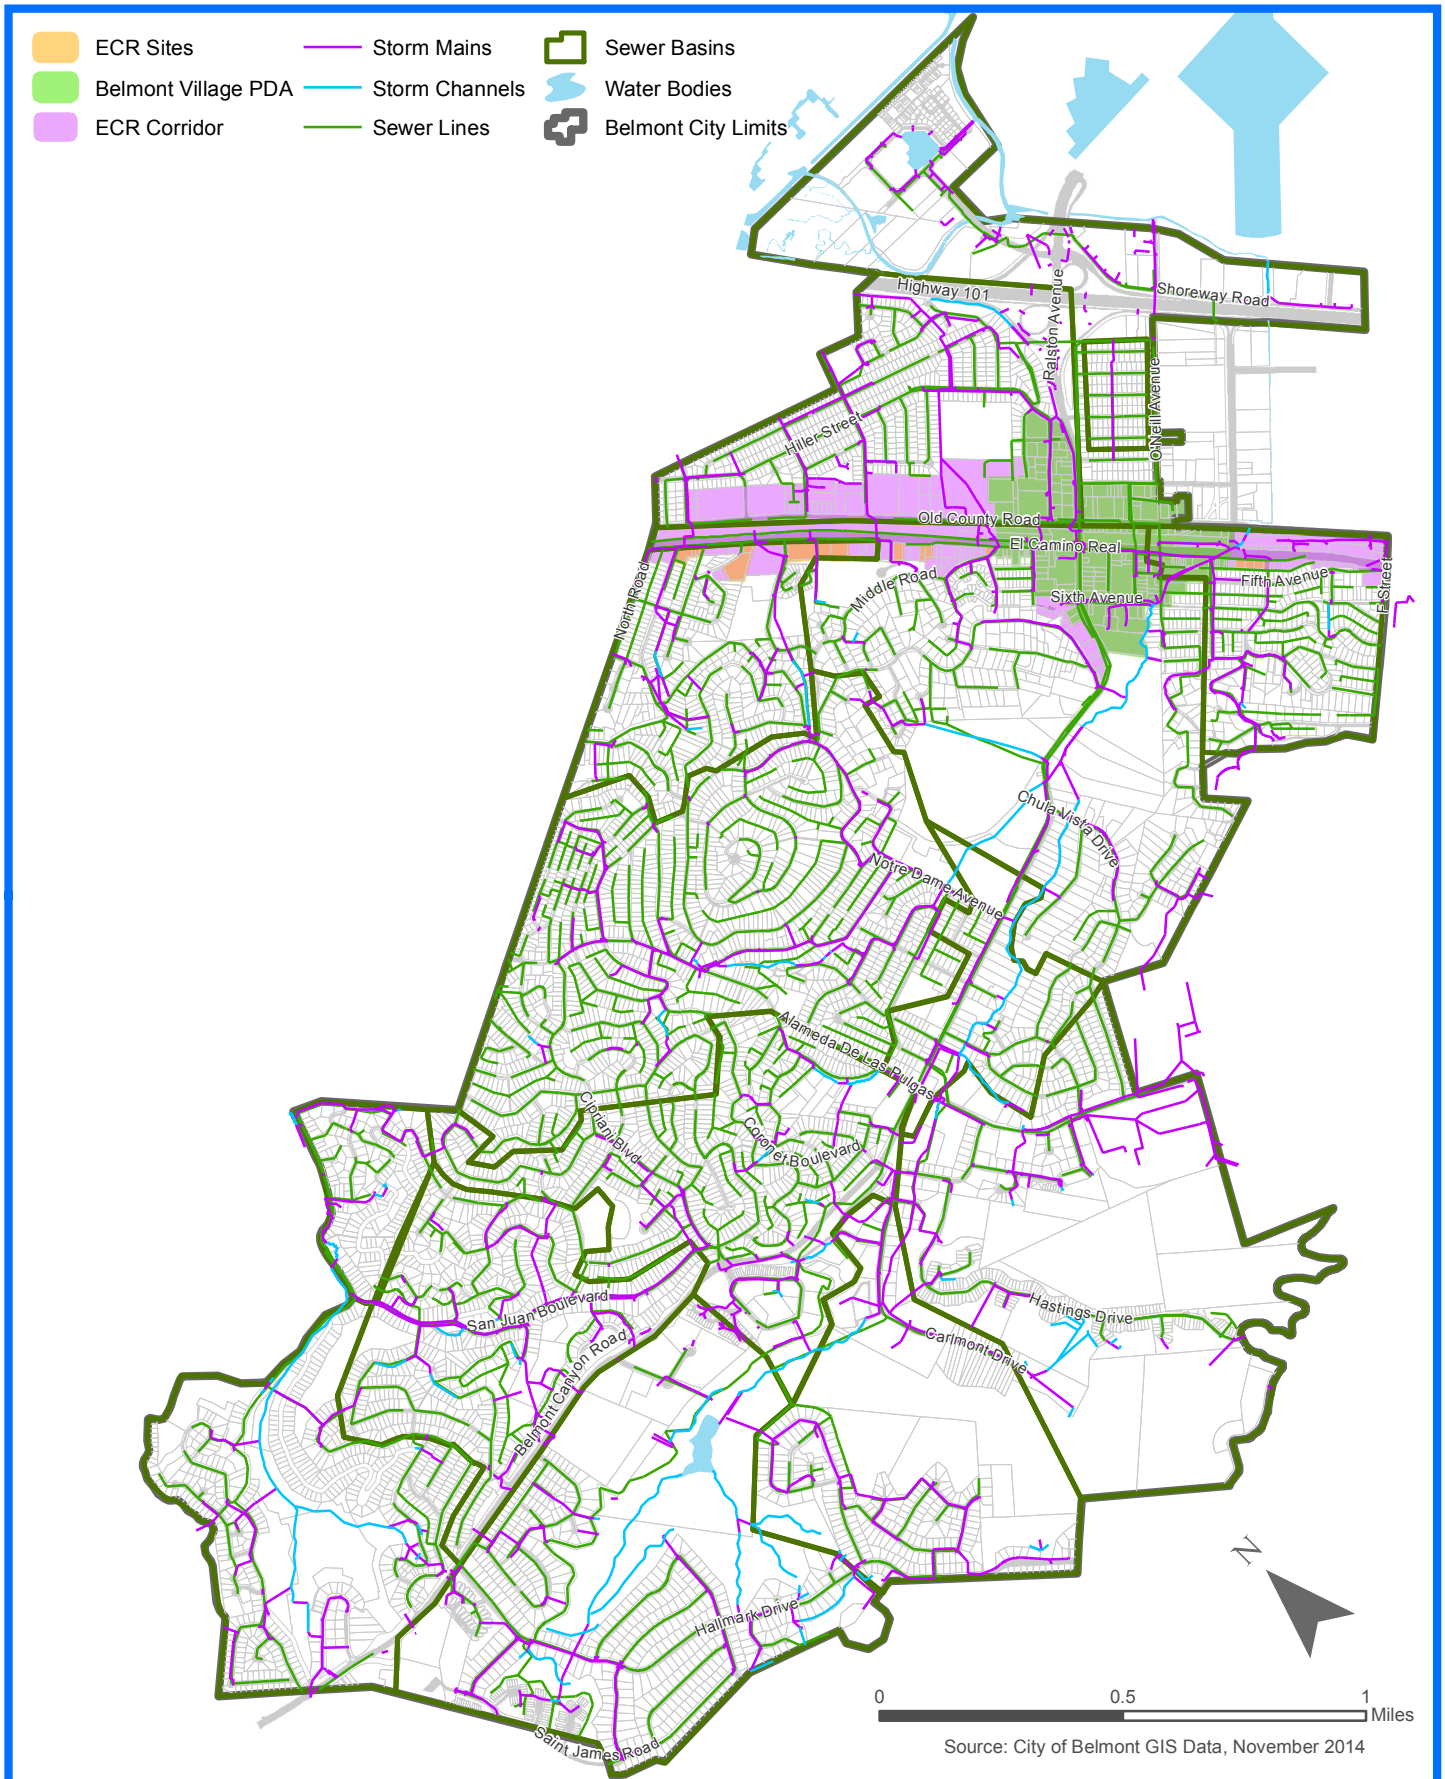 ECR Sites
Storm Mains
Sewer Basins
Belmont Village PDA
Storm Channels
Water Bodies
ECR Corridor
Sewer Lines
Belmont City Limits
Highway 101
Ralston Avenue
Shoreway Road
O'Neill Avenue
Hiller Street
Old County Road
El Camino Real
North Road
Middle Road
Sixth Avenue
Fifth Avenue
F Street
Chula Vista Drive
Notre Dame Avenue
Alameda De Las Pulgas
Cipriani Blvd
Coronet Boulevard
San Juan Boulevard
Belmont Canyon Road
Hastings Drive
Carlmont Drive
Hallmark Drive
Saint James Road
N
0 0.5 1
Miles
Source: City of Belmont GIS Data, November 2014